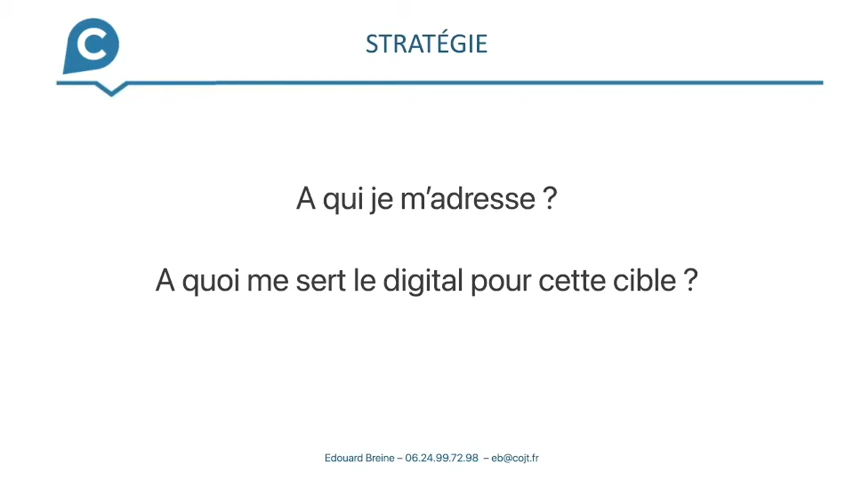 C
STRATÉGIE
A qui je m’adresse ?
A quoi me sert le digital pour cette cible ?
Edouard Breine – 06.24.99.72.98 – eb@cojt.fr